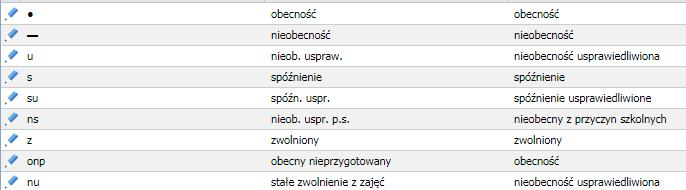 ● obecność obecność
— nieobecność nieobecność
u nieob. uspraw. nieobecność usprawiedliwiona
s spóźnienie spóźnienie
su spóźn. uspr. spóźnienie usprawiedliwione
ns nieob. uspr. p.s. nieobecny z przyczyn szkolnych
z zwolniony zwolniony
onp obecny nieprzygotowany obecność
nu stałe zwolnienie z zajęć nieobecność usprawiedliwiona